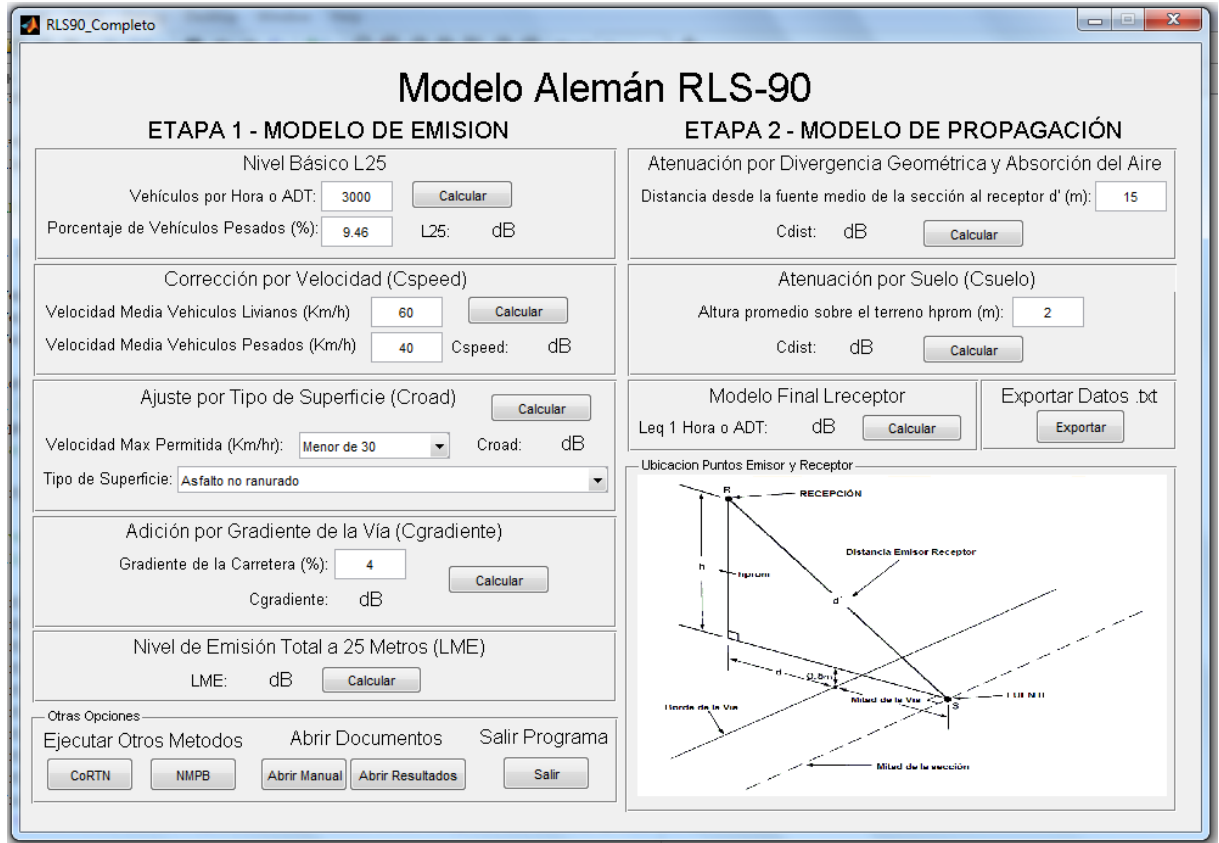 RLS90_Completo
Modelo Alemán RLS-90
ETAPA 1 - MODELO DE EMISION
Nivel Básico L25
Vehículos por Hora o ADT: 3000 Calcular
Porcentaje de Vehículos Pesados (%): 9.46 L25: dB
Corrección por Velocidad (Cspeed)
Velocidad Media Vehiculos Livianos (Km/h) 60 Calcular
Velocidad Media Vehiculos Pesados (Km/h) 40 Cspeed: dB
Ajuste por Tipo de Superficie (Croad) Calcular
Velocidad Max Permitida (Km/hr): Menor de 30 Croad: dB
Tipo de Superficie: Asfalto no ranurado
Adición por Gradiente de la Vía (Cgradiente)
Gradiente de la Carretera (%): 4 Calcular
Cgradiente: dB
Nivel de Emisión Total a 25 Metros (LME)
LME: dB Calcular
Otras Opciones
Ejecutar Otros Metodos Abrir Documentos Salir Programa
CoRTN NMPB Abrir Manual Abrir Resultados Salir
ETAPA 2 - MODELO DE PROPAGACIÓN
Atenuación por Divergencia Geométrica y Absorción del Aire
Distancia desde la fuente medio de la sección al receptor d' (m): 15
Cdist: dB Calcular
Atenuación por Suelo (Csuelo)
Altura promedio sobre el terreno hprom (m): 2
Cdist: dB Calcular
Modelo Final Lreceptor
Leq 1 Hora o ADT: dB Calcular
Exportar Datos .txt
Exportar
Ubicacion Puntos Emisor y Receptor
R RECEPCIÓN
Distancia Emisor Receptor
h hprom
d'
d 0.5m
Mitad de la Via FUENTE
S
Borde de la Via
Mitad de la sección